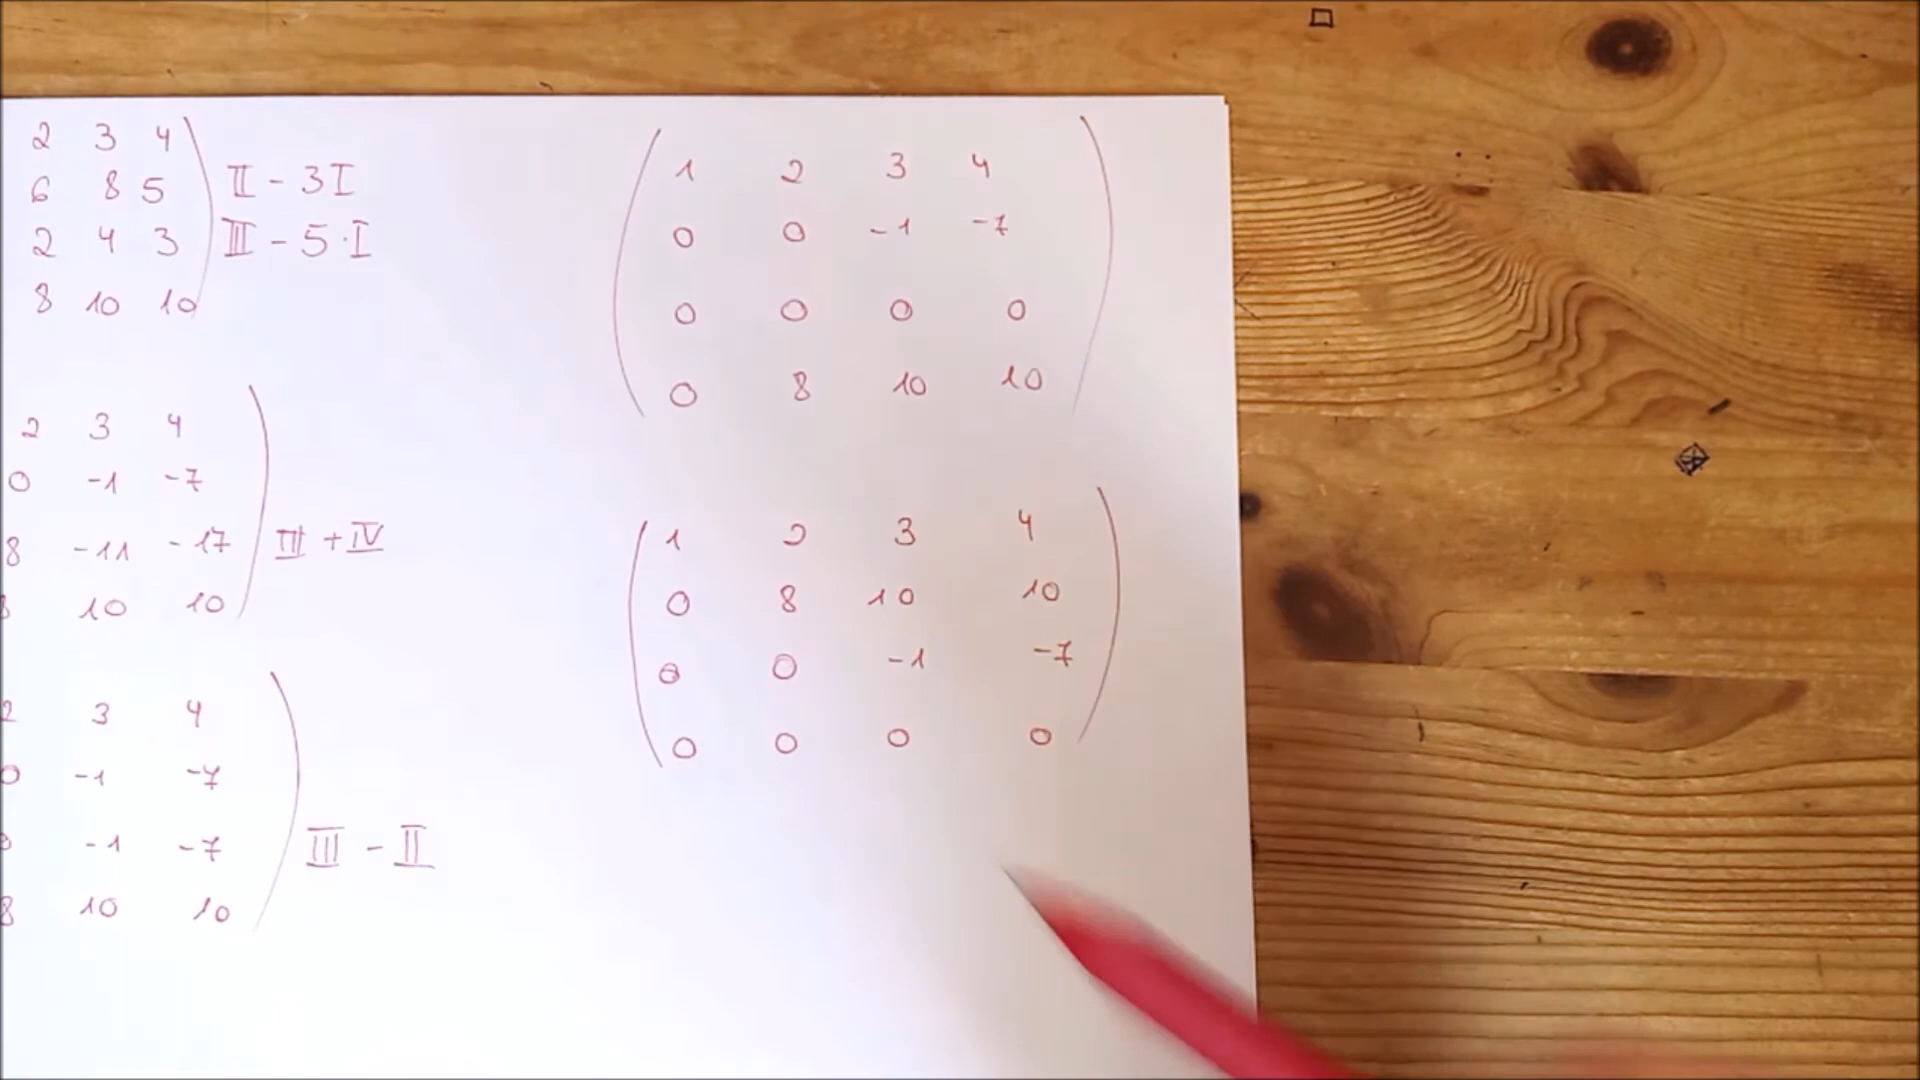 2 3 4
6 8 5 II - 3I
2 4 3 III - 5·I
8 10 10
2 3 4
0 -1 -7
8 -11 -17 III + IV
10 10
2 3 4
0 -1 -7
-1 -7 III - II
8 10 10
1 2 3 4
0 0 -1 -7
0 0 0 0
0 8 10 10
1 2 3 4
0 8 10 10
0 0 -1 -7
0 0 0 0